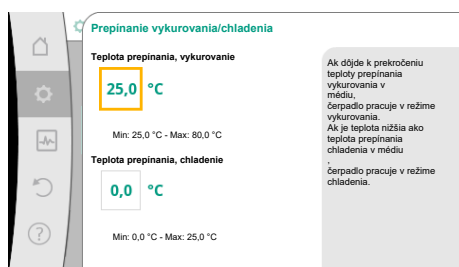 Prepínanie vykurovania/chladenia
Teplota prepínania, vykurovanie
25,0 °C
Min: 25,0 °C - Max: 80,0 °C
Teplota prepínania, chladenie
0,0 °C
Min: 0,0 °C - Max: 25,0 °C
Ak dôjde k prekročeniu
teploty prepínania
vykurovania v
médiu,
čerpadlo pracuje v režime
vykurovania.
Ak je teplota nižšia ako
teplota prepínania
chladenia v médiu
,
čerpadlo pracuje v režime
chladenia.